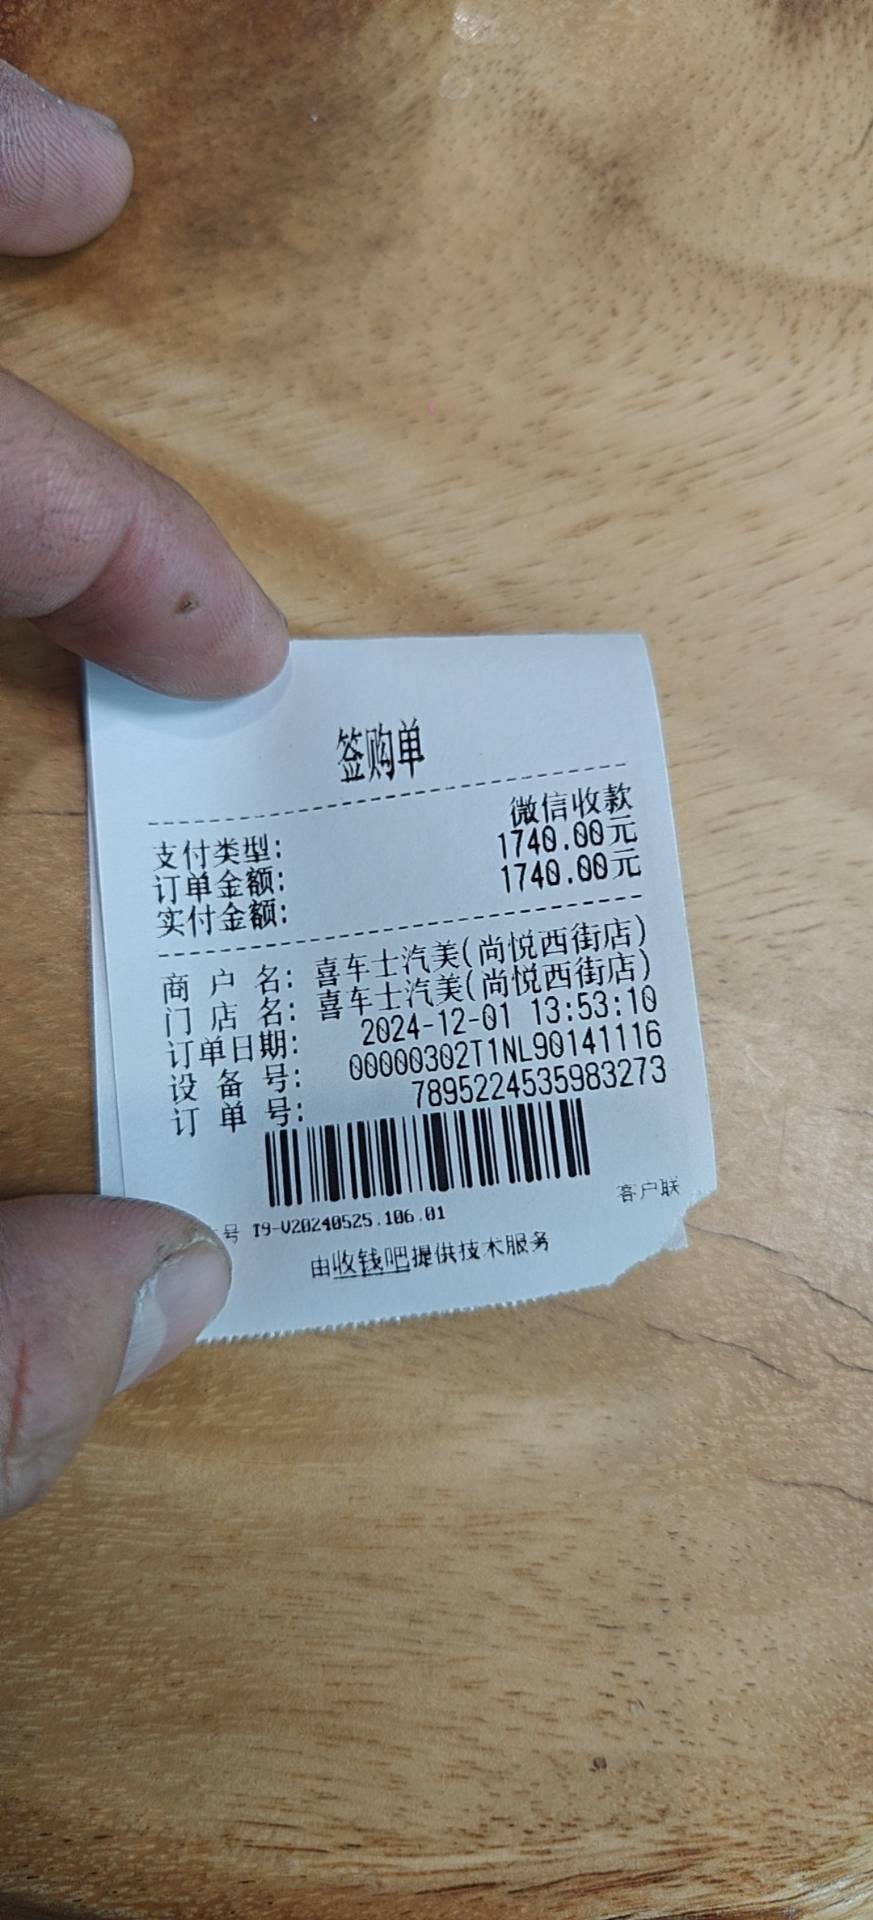 签购单
支付类型: 微信收款
订单金额: 1740.00元
实付金额: 1740.00元
商户名: 喜车士汽美(尚悦西街店)
门店名: 喜车士汽美(尚悦西街店)
订单日期: 2024-12-01 13:53:10
设备号: 00000302T1NL90141116
订单号: 7895224535983273
号 T9-V20240525.106.01 客户联
由收钱吧提供技术服务